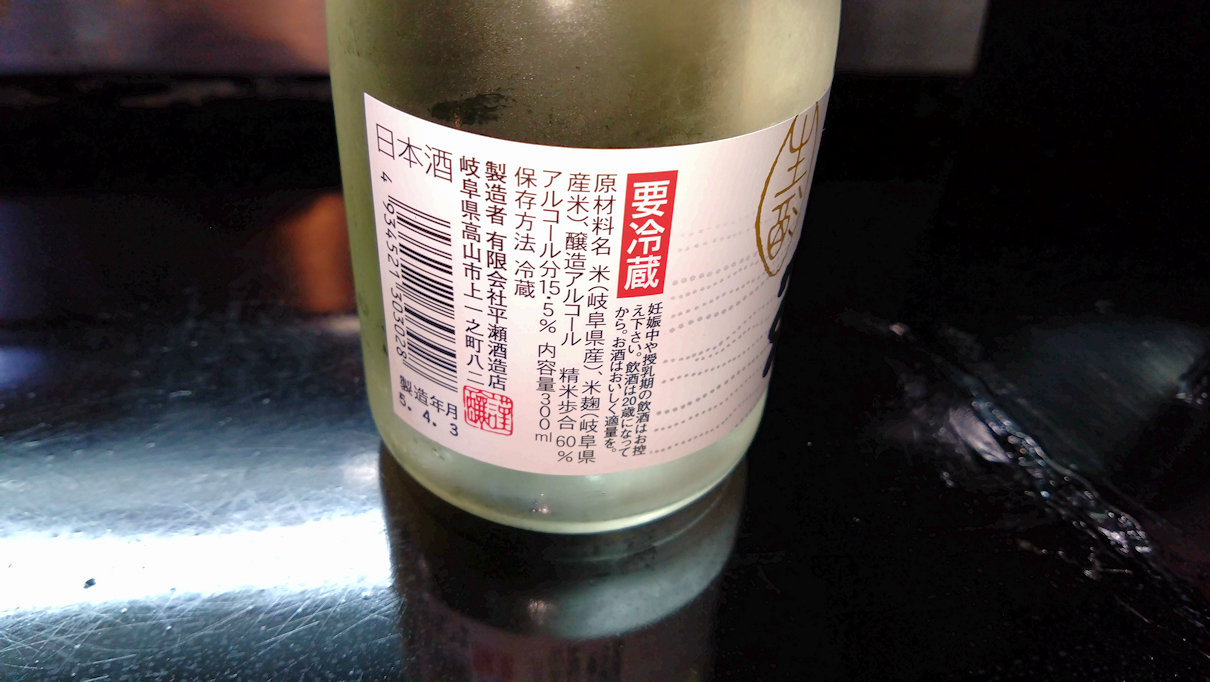 生酒
要冷蔵
妊娠中や授乳期の飲酒はお控
え下さい。飲酒は20歳になって
から。お酒はおいしく適量を。
原材料名 米(岐阜県産)、米麹(岐阜県
産米)、醸造アルコール 精米歩合60%
アルコール分15.5% 内容量300ml
保存方法 冷蔵
製造者 有限会社平瀬酒造店
岐阜県高山市上一之町八二
日本酒
4 934521303028
製造年月
5.4.3